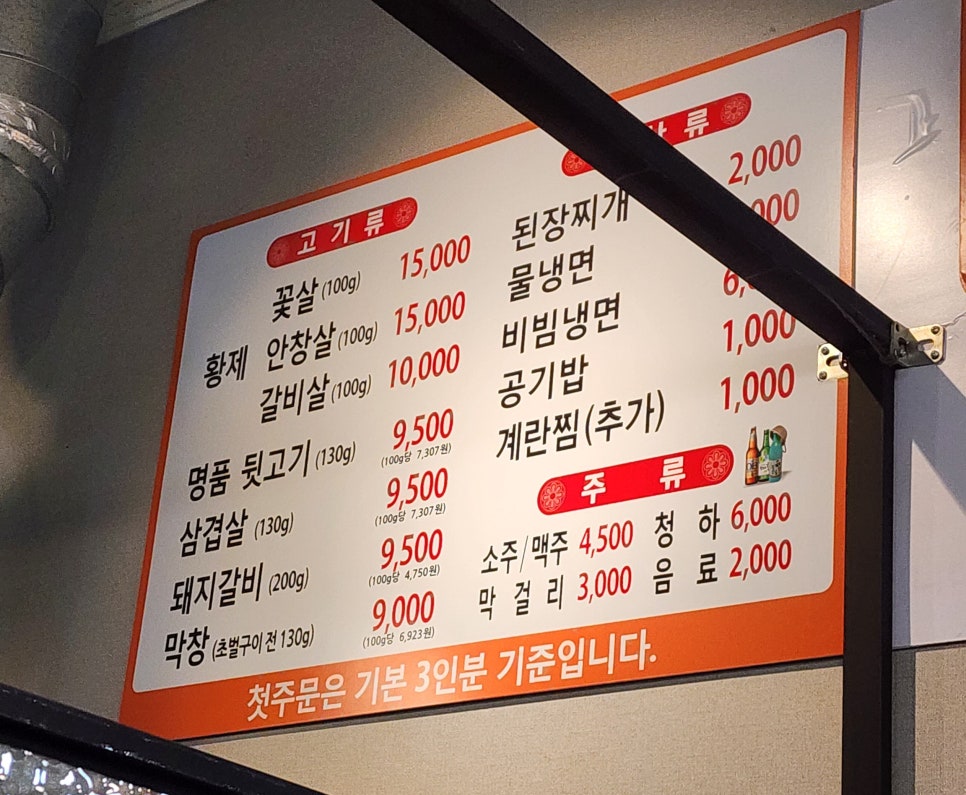 고기류
꽃살 (100g) 15,000
황제 안창살 (100g) 15,000
갈비살 (100g) 10,000
명품 뒷고기 (130g) 9,500
(100g당 7,307원)
삼겹살 (130g) 9,500
(100g당 7,307원)
돼지갈비 (200g) 9,500
(100g당 4,750원)
막창 (초벌구이 전 130g) 9,000
(100g당 6,923원)
류
된장찌개 2,000
물냉면
비빔냉면
공기밥 1,000
계란찜(추가) 1,000
주 류
소주/맥주 4,500 청 하 6,000
막 걸 리 3,000 음 료 2,000
첫주문은 기본 3인분 기준입니다.